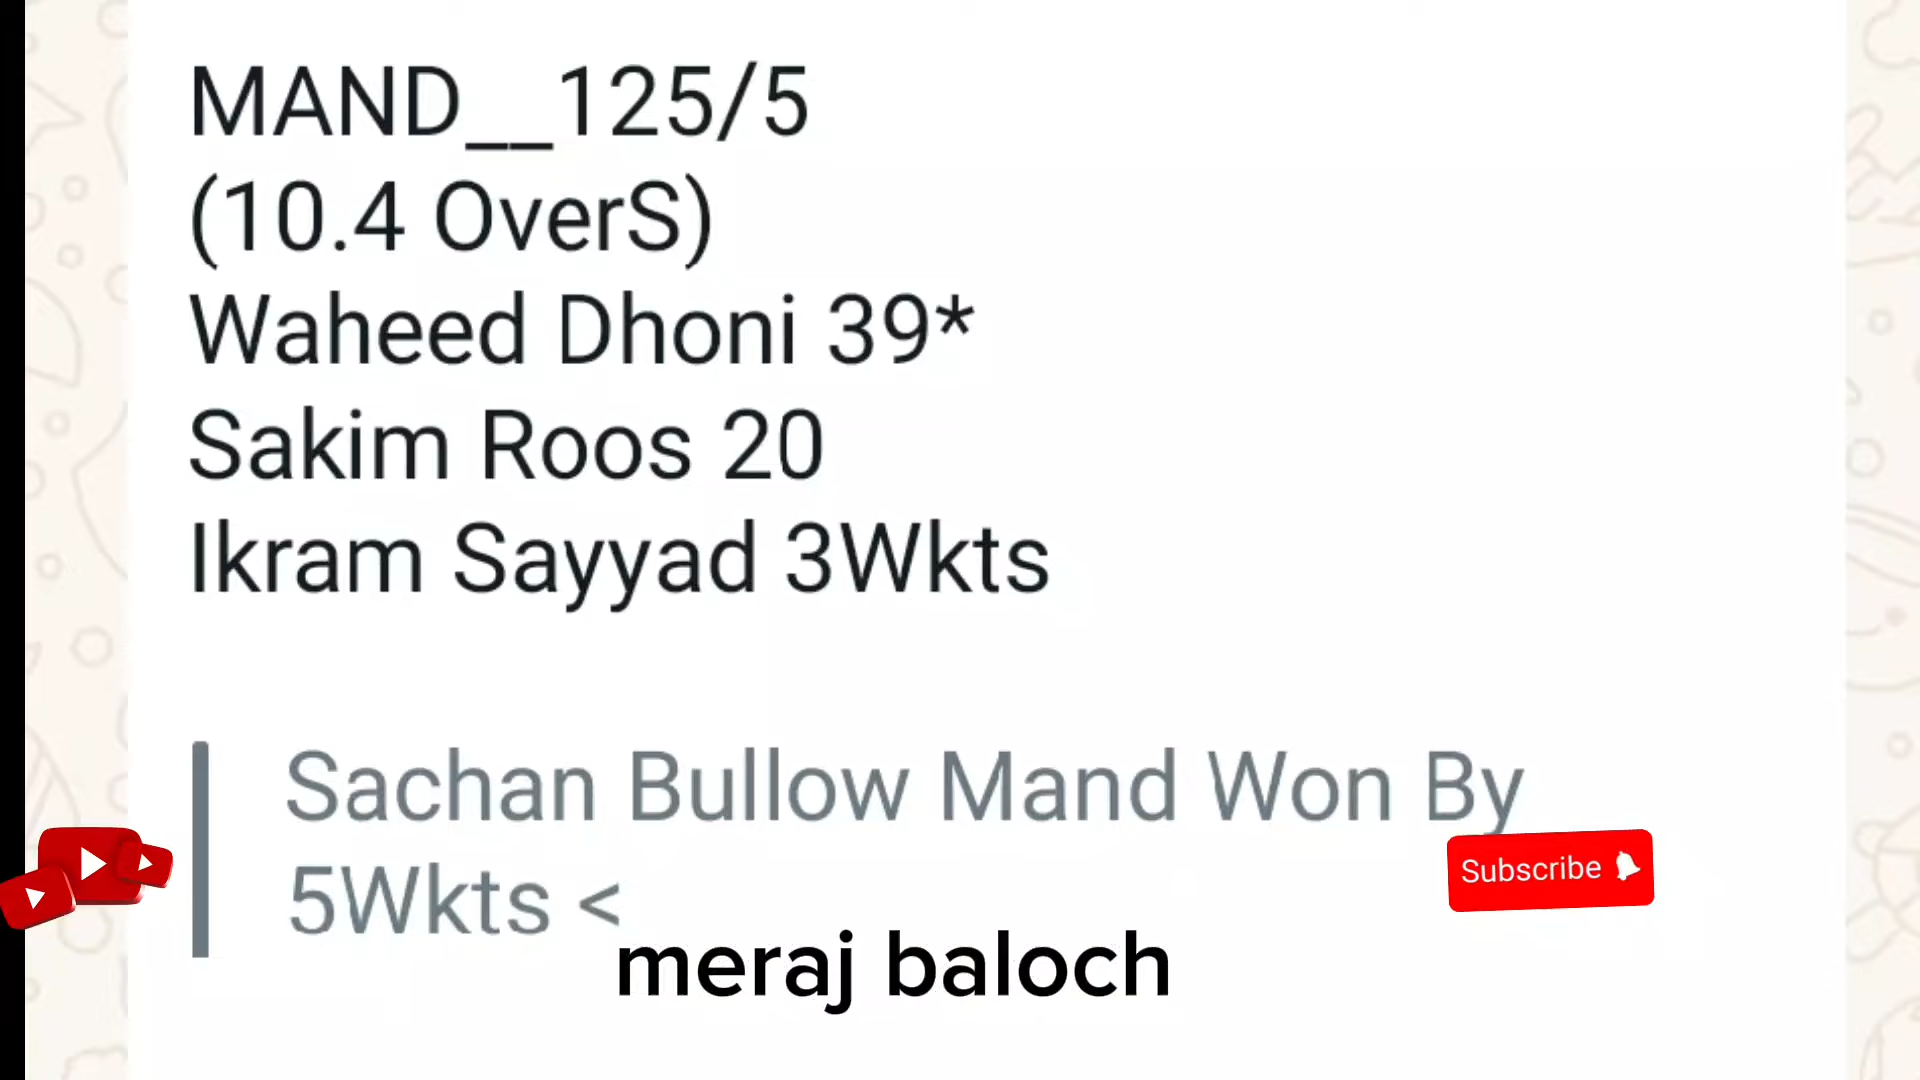 MAND__125/5
(10.4 OverS)
Waheed Dhoni 39*
Sakim Roos 20
Ikram Sayyad 3Wkts
Sachan Bullow Mand Won By
5Wkts <
Subscribe
meraj baloch